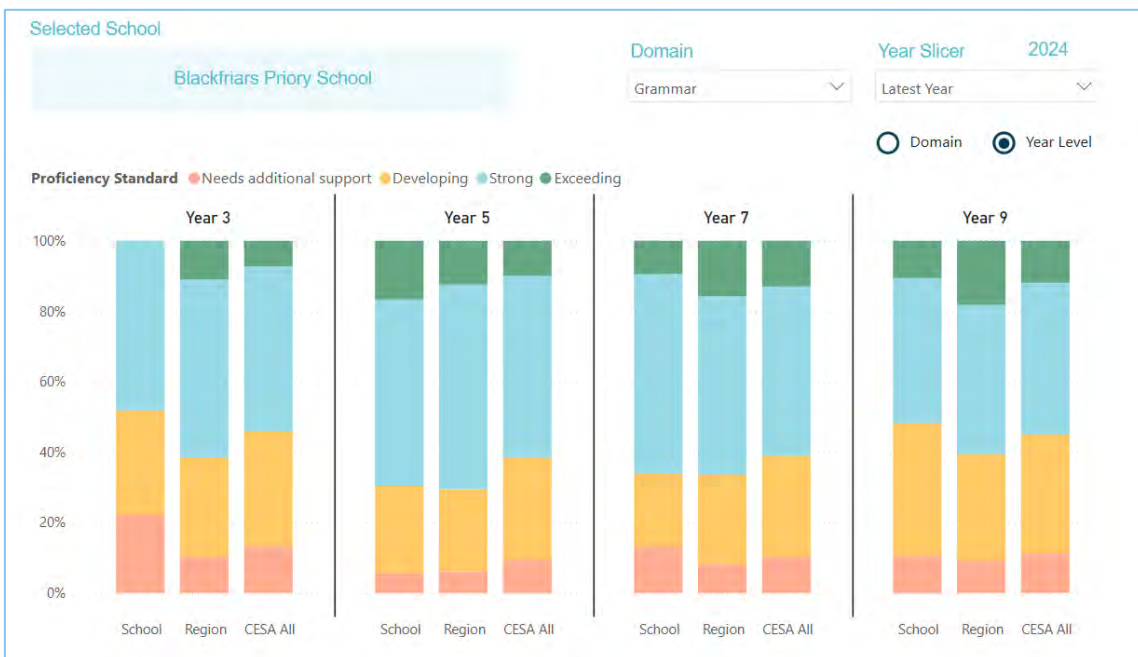 Selected School
Blackfriars Priory School
Domain
Year Slicer 2024
Grammar
Latest Year
Domain Year Level
Proficiency Standard Needs additional support Developing Strong Exceeding
Year 3 Year 5 Year 7 Year 9
100%
80%
60%
40%
20%
0%
School Region CESA All School Region CESA All School Region CESA All School Region CESA All